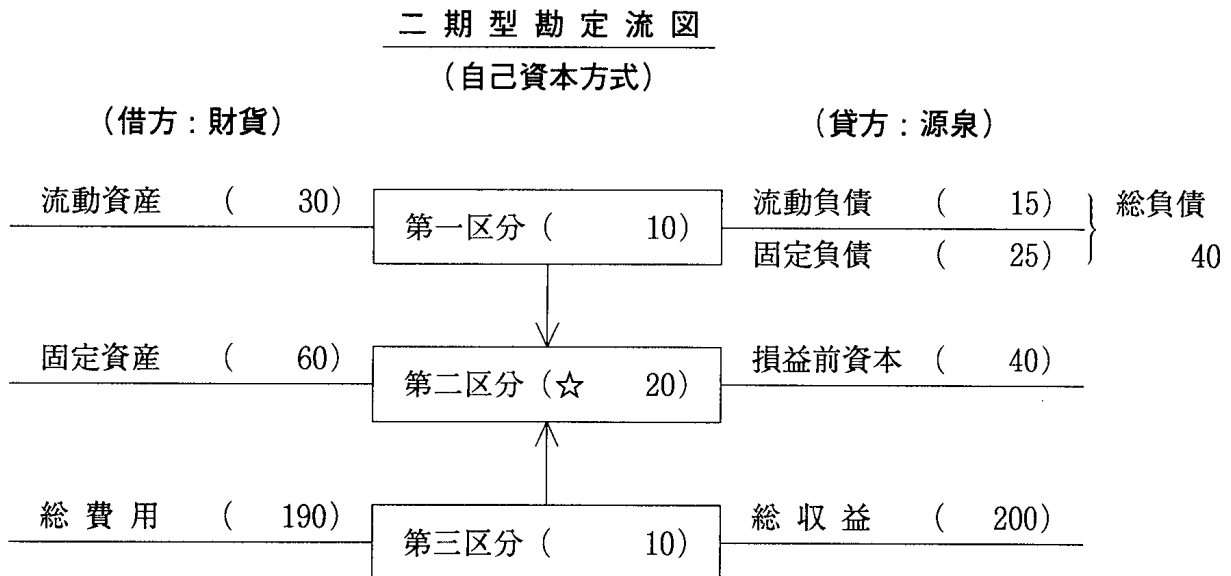 二期型勘定流図
(自己資本方式)
(借方：財貨) (貸方：源泉)
流動資産 ( 30) 第一区分 ( 10) 流動負債 ( 15) 総負債
固定負債 ( 25) 40
固定資産 ( 60) 第二区分 (☆ 20) 損益前資本 ( 40)
総費用 ( 190) 第三区分 ( 10) 総収益 ( 200)